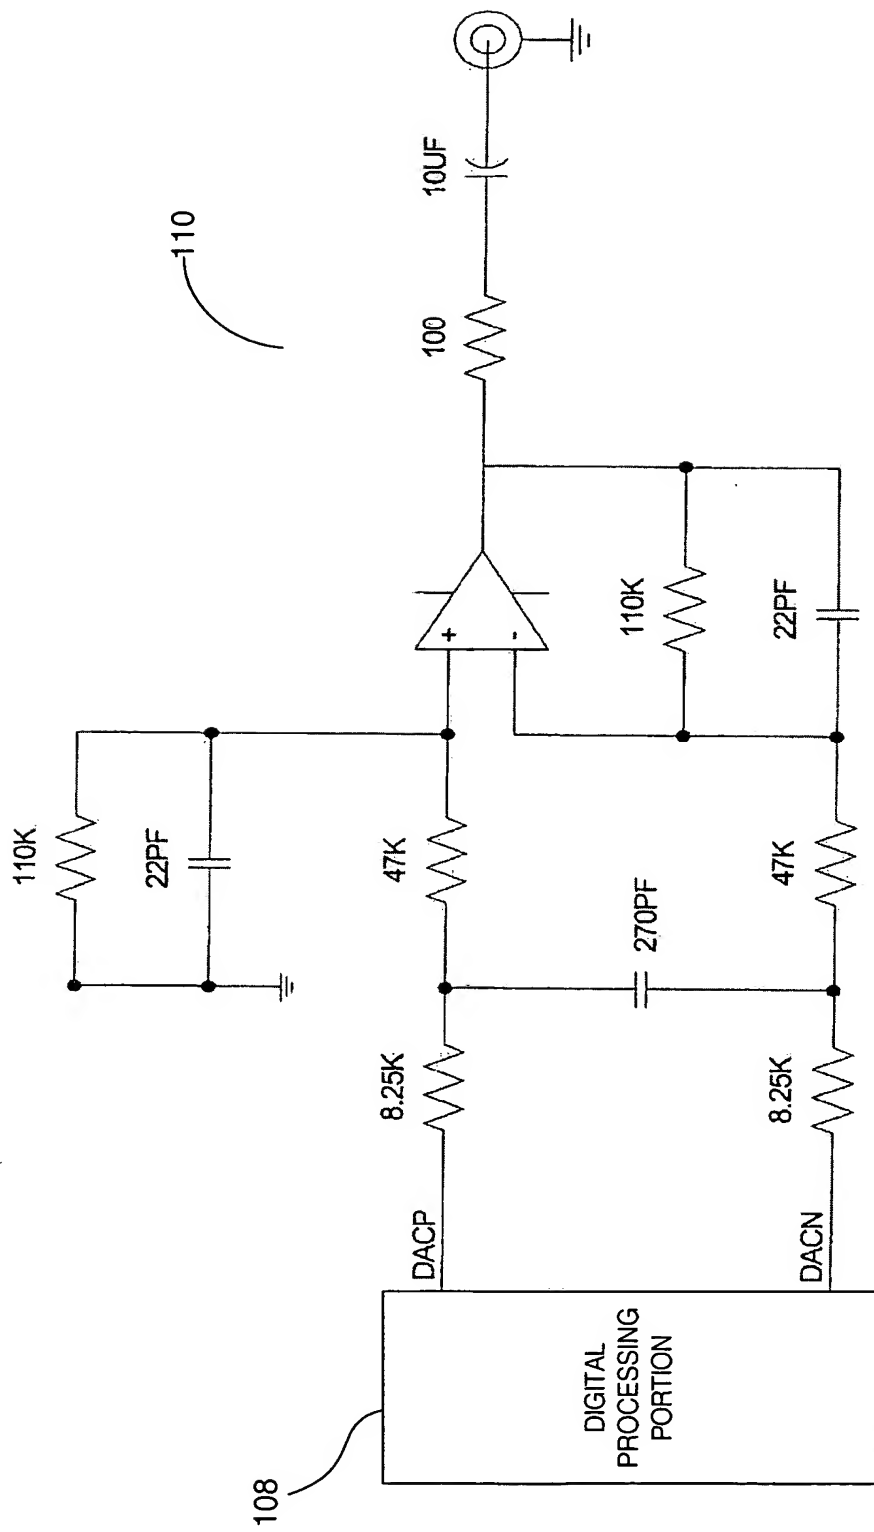 108
DIGITAL
PROCESSING
PORTION
DACP
DACN
8.25K
8.25K
270PF
47K
47K
110K
22PF
+
-
110K
22PF
100
10UF
110